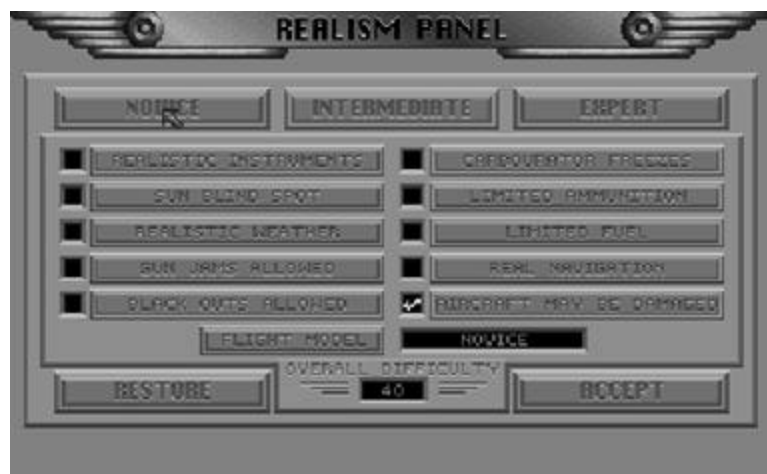 REALISM PANEL
NOVICE INTERMEDIATE EXPERT
REALISTIC INSTRUMENTS CARBOURATOR FREEZES
SUN BLIND SPOT LIMITED AMMUNITION
REALISTIC WEATHER LIMITED FUEL
GUN JAMS ALLOWED REAL NAVIGATION
BLACK OUTS ALLOWED AIRCRAFT MAY BE DAMAGED
FLIGHT MODEL NOVICE
OVERALL DIFFICULTY
RESTORE 40 ACCEPT